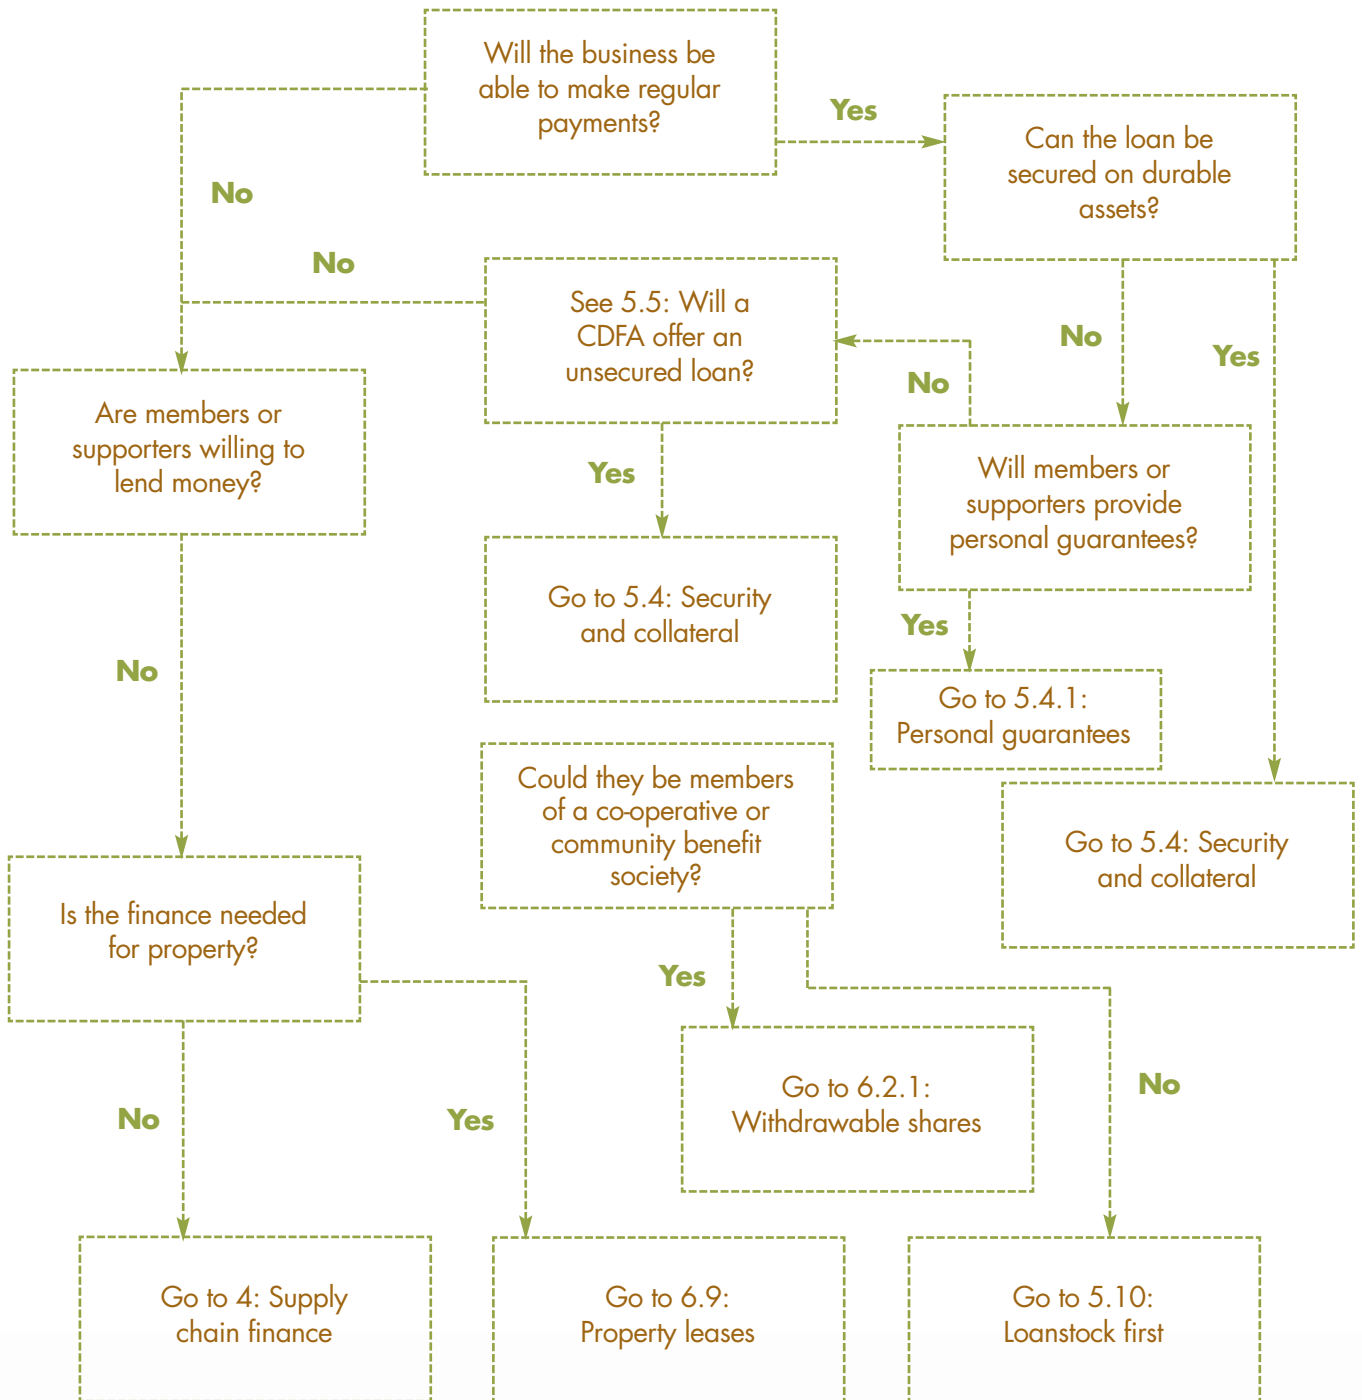 Will the business be
able to make regular
payments?
Yes
Can the loan be
secured on durable
assets?
No
No
See 5.5: Will a
CDFA offer an
unsecured loan?
No
Yes
No
Are members or
supporters willing to
lend money?
Will members or
supporters provide
personal guarantees?
Yes
Go to 5.4: Security
and collateral
Yes
No
Go to 5.4.1:
Personal guarantees
Could they be members
of a co-operative or
community benefit
society?
Go to 5.4: Security
and collateral
Is the finance needed
for property?
Yes
Go to 6.2.1:
Withdrawable shares
No
No
Yes
Go to 4: Supply
chain finance
Go to 6.9:
Property leases
Go to 5.10:
Loanstock first